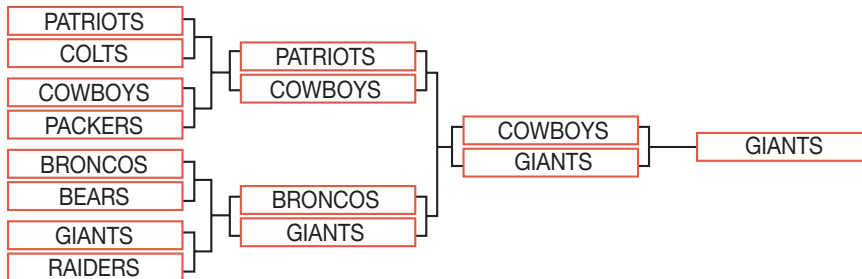 PATRIOTS
COLTS
COWBOYS
PACKERS
BRONCOS
BEARS
GIANTS
RAIDERS
PATRIOTS
COWBOYS
BRONCOS
GIANTS
COWBOYS
GIANTS
GIANTS